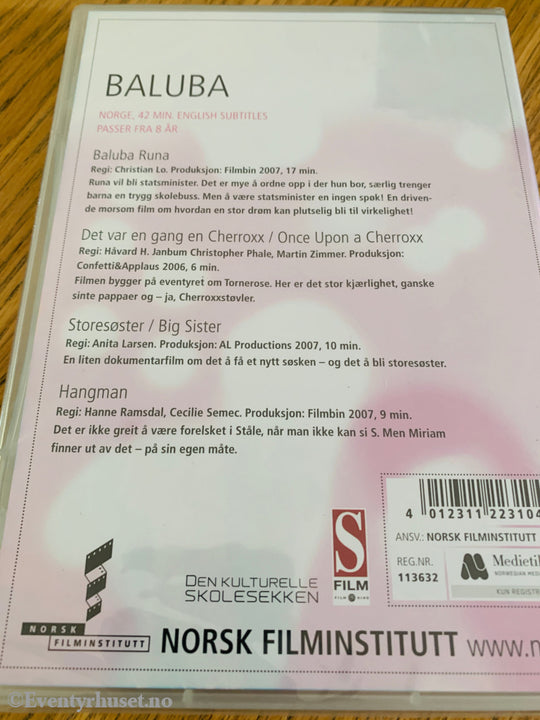 BALUBA
NORGE, 42 MIN. ENGLISH SUBTITLES
PASSER FRA 8 ÅR
Baluba Runa
Regi: Christian Lo. Produksjon: Filmbin 2007, 17 min.
Runa vil bli statsminister. Det er mye å ordne opp i der hun bor, særlig trenger
barna en trygg skolebuss. Men å være statsminister er ingen spøk! En driven-
de morsom film om hvordan en stor drøm kan plutselig bli til virkelighet!
Det var en gang en Cherroxx / Once Upon a Cherroxx
Regi: Håvard H. Janbum Christopher Phale, Martin Zimmer. Produksjon:
Confetti&Applaus 2006, 6 min.
Filmen bygger på eventyret om Tornerose. Her er det stor kjærlighet, ganske
sinte pappaer og – ja, Cherroxxstøvler.
Storesøster / Big Sister
Regi: Anita Larsen. Produksjon: AL Productions 2007, 10 min.
En liten dokumentarfilm om det å få et nytt søsken – og det å bli storesøster.
Hangman
Regi: Hanne Ramsdal, Cecilie Semec. Produksjon: Filmbin 2007, 9 min.
Det er ikke greit å være forelsket i Ståle, når man ikke kan si S. Men Miriam
finner ut av det – på sin egen måte.
4 012311 223104
ANSV.: NORSK FILMINSTITUTT
REG.NR.
113632
Medietil
NORWEGIAN MEDI
KUN REGISTR
DEN KULTURELLE
SKOLESEKKEN
S
FILM
NORSK
FILMINSTITUTT
NORSK FILMINSTITUTT www.n
©Eventyrhuset.no